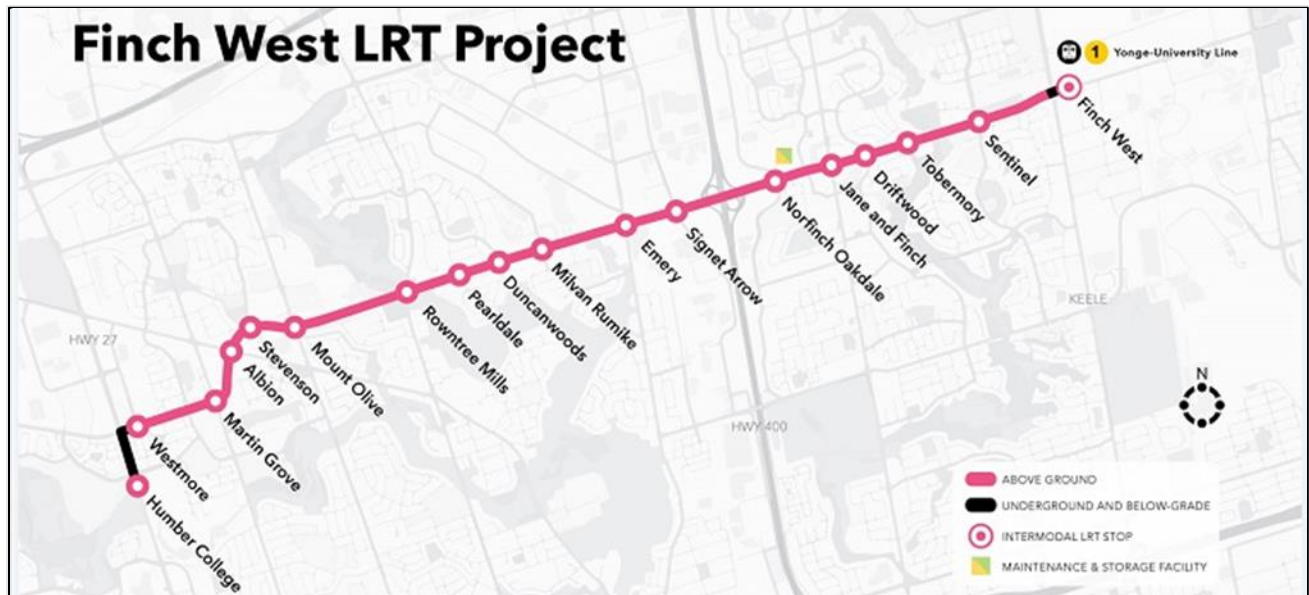 Finch West LRT Project
1 Yonge-University Line
Finch West
Sentinel
Tobermory
Driftwood
Jane and Finch
Norfinch Oakdale
Signet Arrow
Emery
Milvan Rumike
Duncanwoods
Pearldale
Rowntree Mills
Mount Olive
Stevenson
Albion
Martin Grove
Westmore
Humber College
HWY 27
HWY 400
KEELE
N
ABOVE GROUND
UNDERGROUND AND BELOW-GRADE
INTERMODAL LRT STOP
MAINTENANCE & STORAGE FACILITY